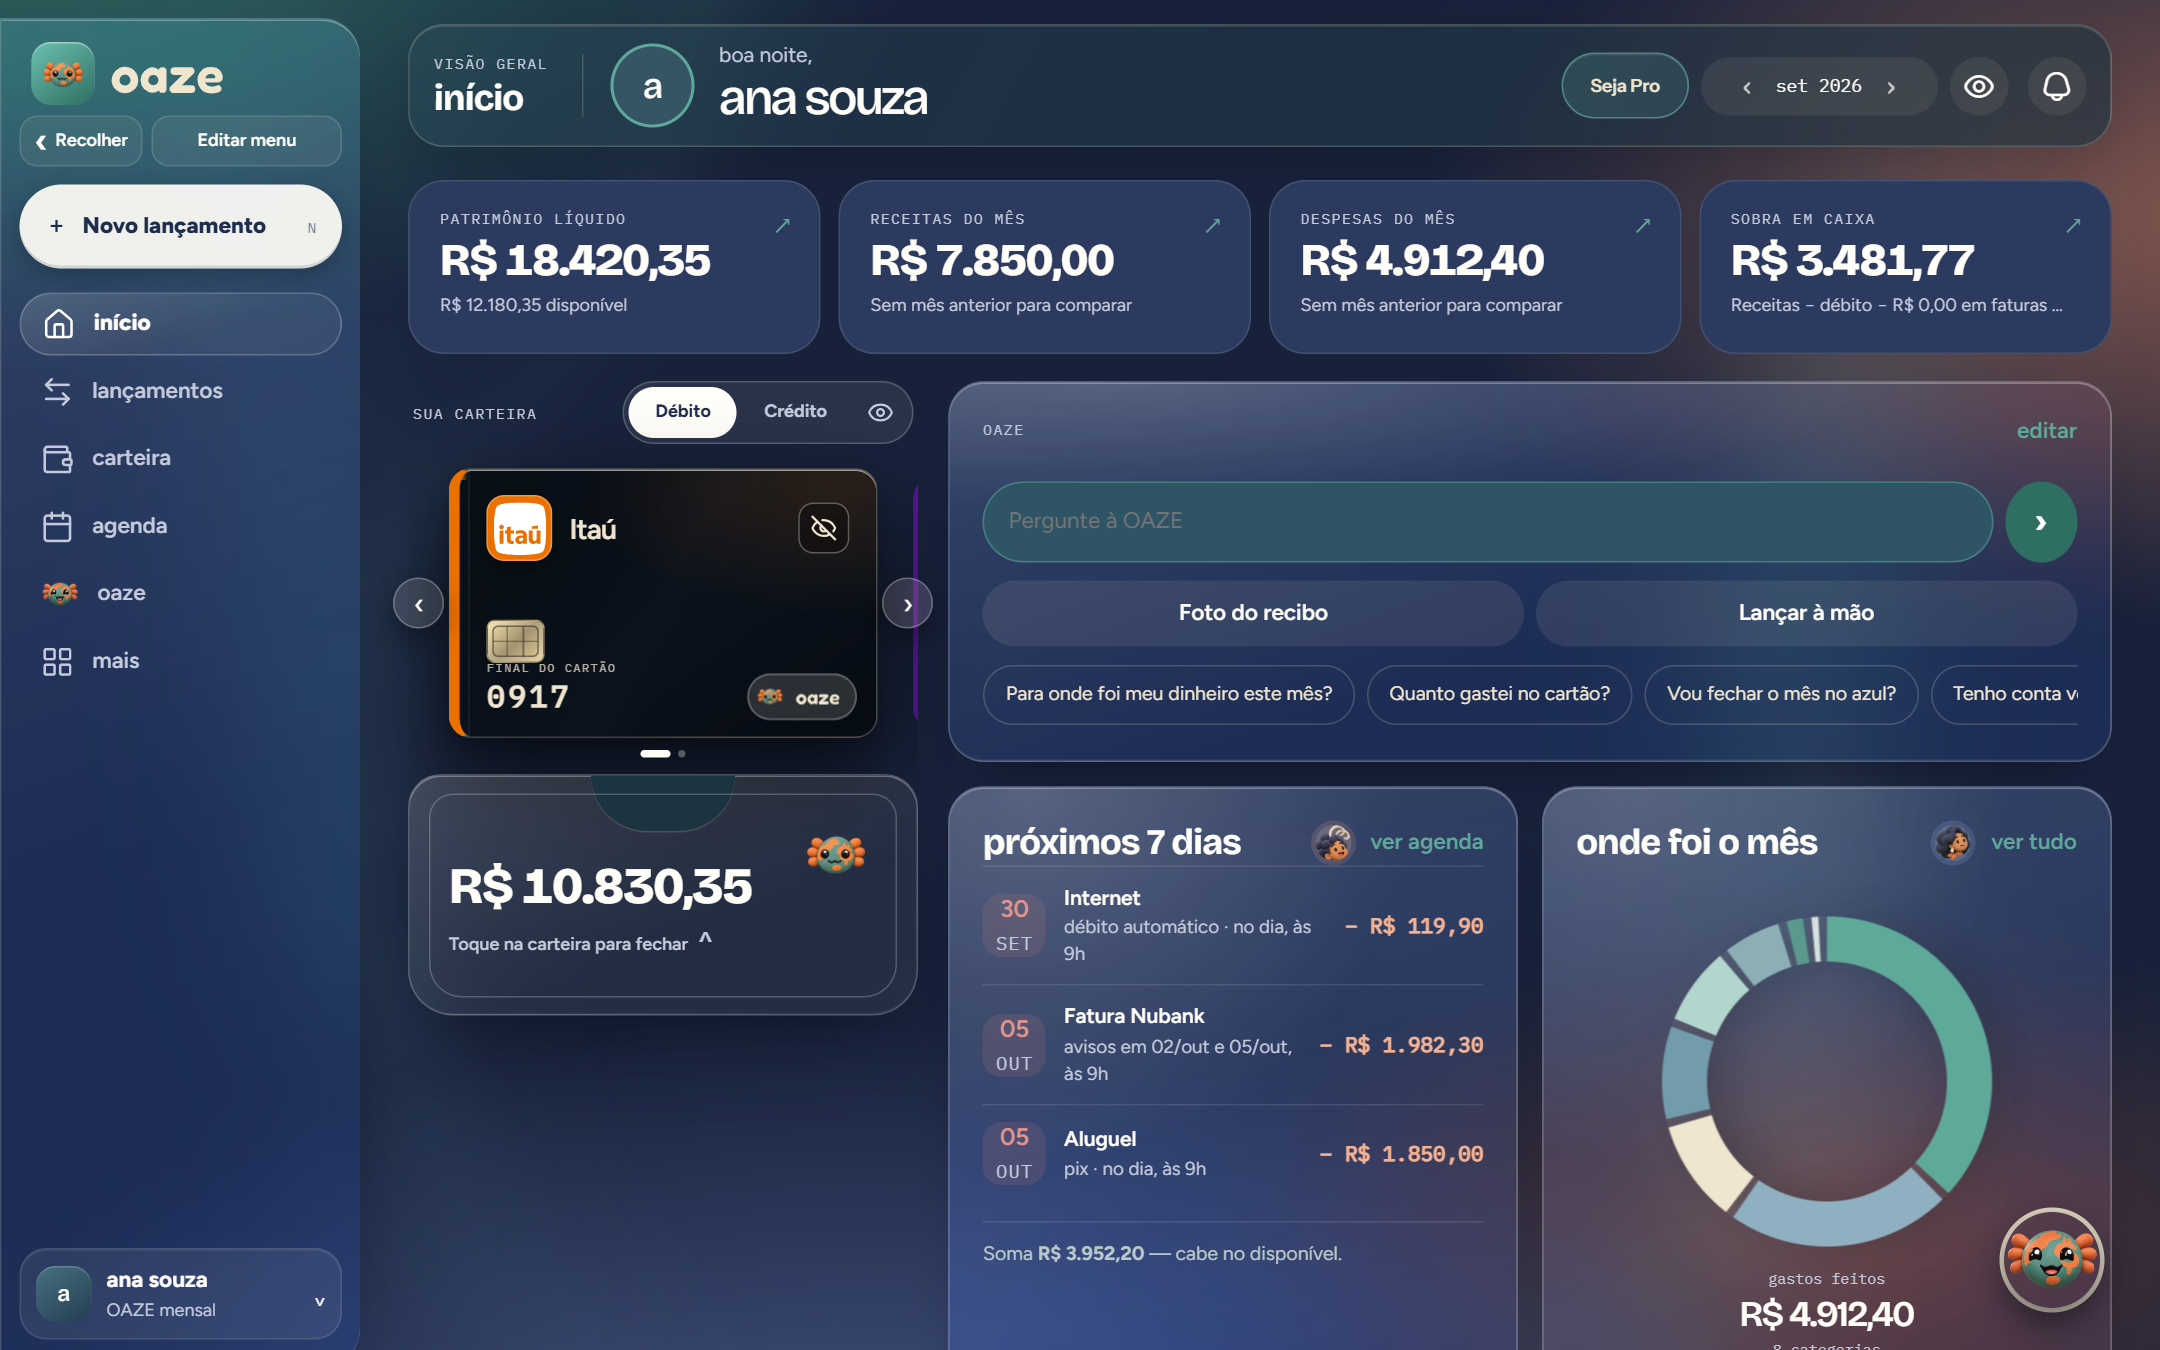 oaze
‹ Recolher
Editar menu
+ Novo lançamento N
início
lançamentos
carteira
agenda
oaze
mais
a
ana souza
OAZE mensal
VISÃO GERAL
início
a
boa noite,
ana souza
Seja Pro
‹ set 2026 ›
PATRIMÔNIO LÍQUIDO
R$ 18.420,35
R$ 12.180,35 disponível
RECEITAS DO MÊS
R$ 7.850,00
Sem mês anterior para comparar
DESPESAS DO MÊS
R$ 4.912,40
Sem mês anterior para comparar
SOBRA EM CAIXA
R$ 3.481,77
Receitas − débito − R$ 0,00 em faturas ...
SUA CARTEIRA
Débito
Crédito
itaú
Itaú
FINAL DO CARTÃO
0917
oaze
R$ 10.830,35
Toque na carteira para fechar
OAZE
editar
Pergunte à OAZE
Foto do recibo
Lançar à mão
Para onde foi meu dinheiro este mês?
Quanto gastei no cartão?
Vou fechar o mês no azul?
Tenho conta
próximos 7 dias
ver agenda
30
SET
Internet
débito automático · no dia, às
9h
− R$ 119,90
05
OUT
Fatura Nubank
avisos em 02/out e 05/out,
às 9h
− R$ 1.982,30
05
OUT
Aluguel
pix · no dia, às 9h
− R$ 1.850,00
Soma R$ 3.952,20 — cabe no disponível.
onde foi o mês
ver tudo
gastos feitos
R$ 4.912,40
8 categorias